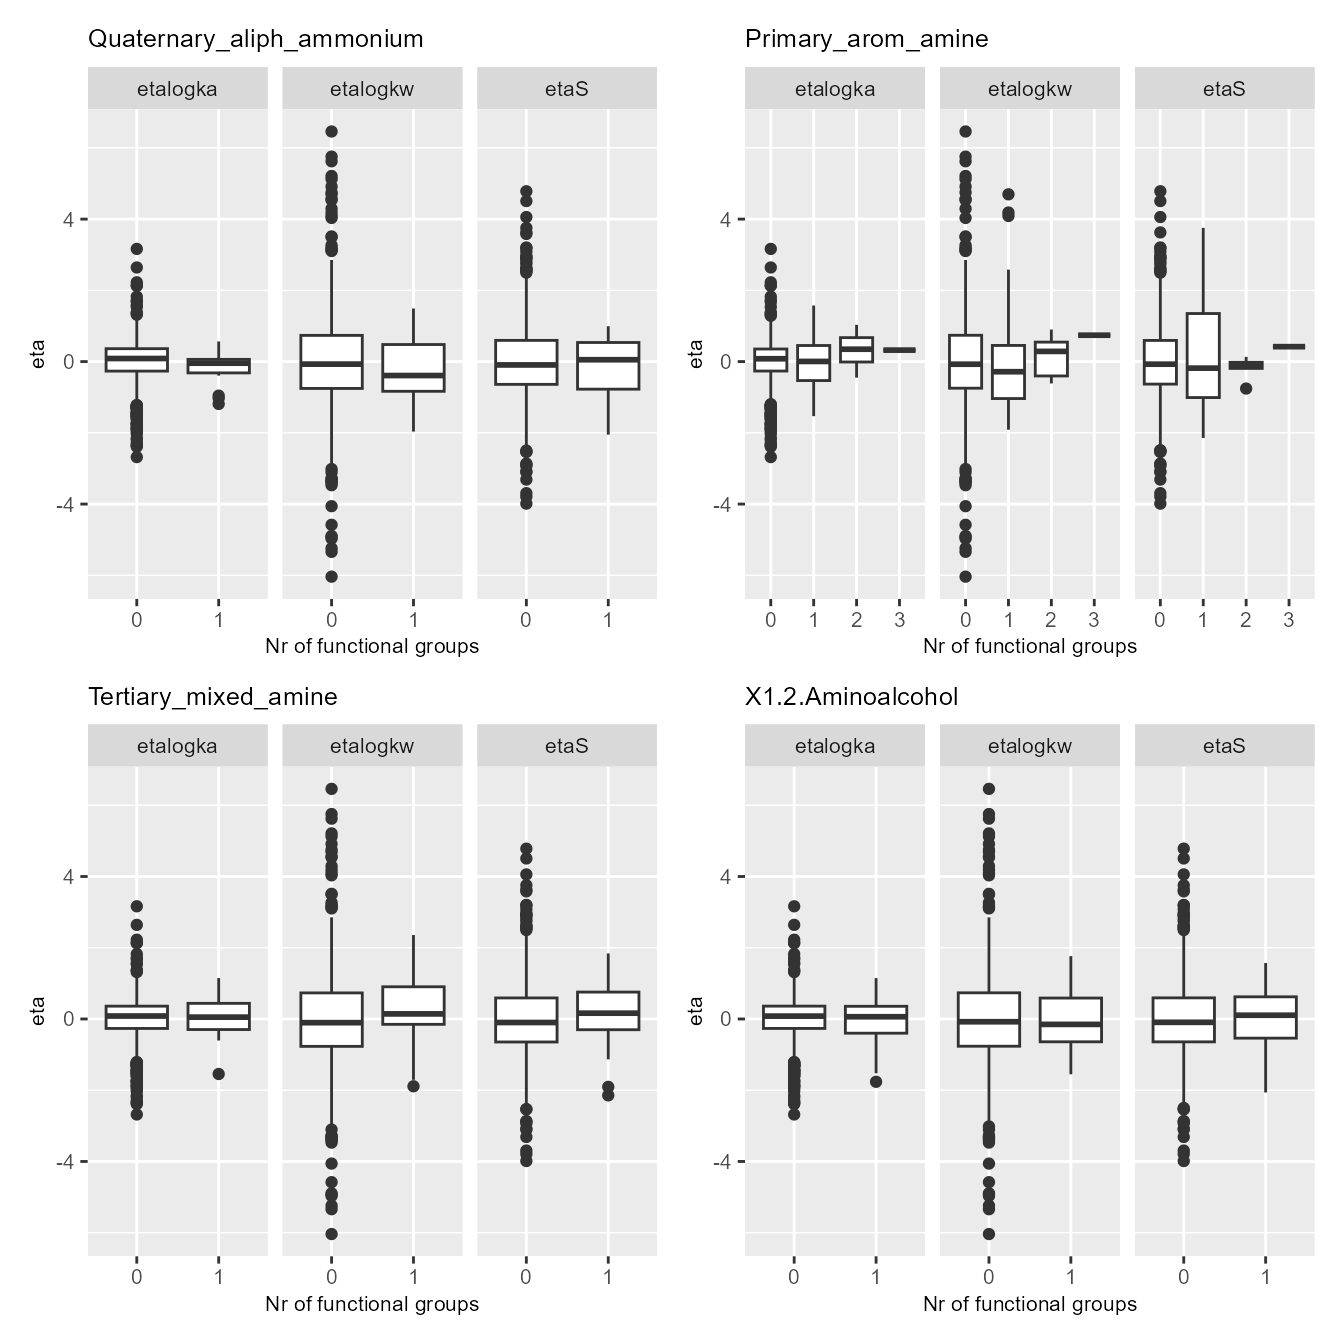 Quaternary_aliph_ammonium
etalogka etalogkw etaS
4
0
-4
eta
0 1 0 1 0 1
Nr of functional groups
Primary_arom_amine
etalogka etalogkw etaS
4
0
-4
eta
0 1 2 3 0 1 2 3 0 1 2 3
Nr of functional groups
Tertiary_mixed_amine
etalogka etalogkw etaS
4
0
-4
eta
0 1 0 1 0 1
Nr of functional groups
X1.2.Aminoalcohol
etalogka etalogkw etaS
4
0
-4
eta
0 1 0 1 0 1
Nr of functional groups